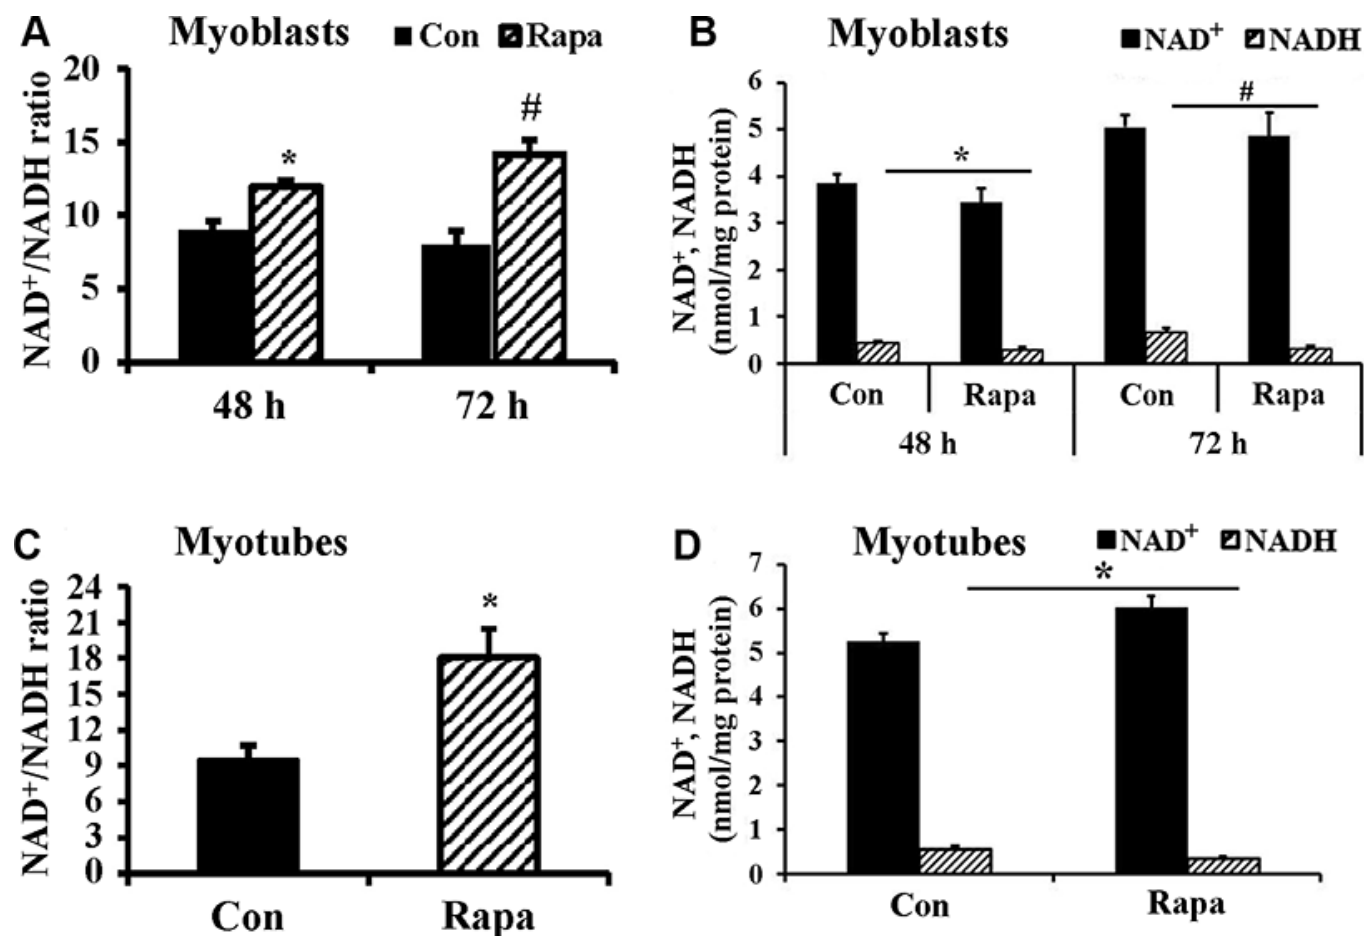 A Myoblasts Con Rapa
NAD⁺/NADH ratio
20
15
10
5
0
*
#
48 h 72 h
B Myoblasts NAD⁺ NADH
NAD⁺, NADH
(nmol/mg protein)
6
5
4
3
2
1
0
*
#
Con Rapa Con Rapa
48 h 72 h
C Myotubes
NAD⁺/NADH ratio
24
21
18
15
12
9
6
3
0
*
Con Rapa
D Myotubes NAD⁺ NADH
NAD⁺, NADH
(nmol/mg protein)
7
6
5
4
3
2
1
0
*
Con Rapa